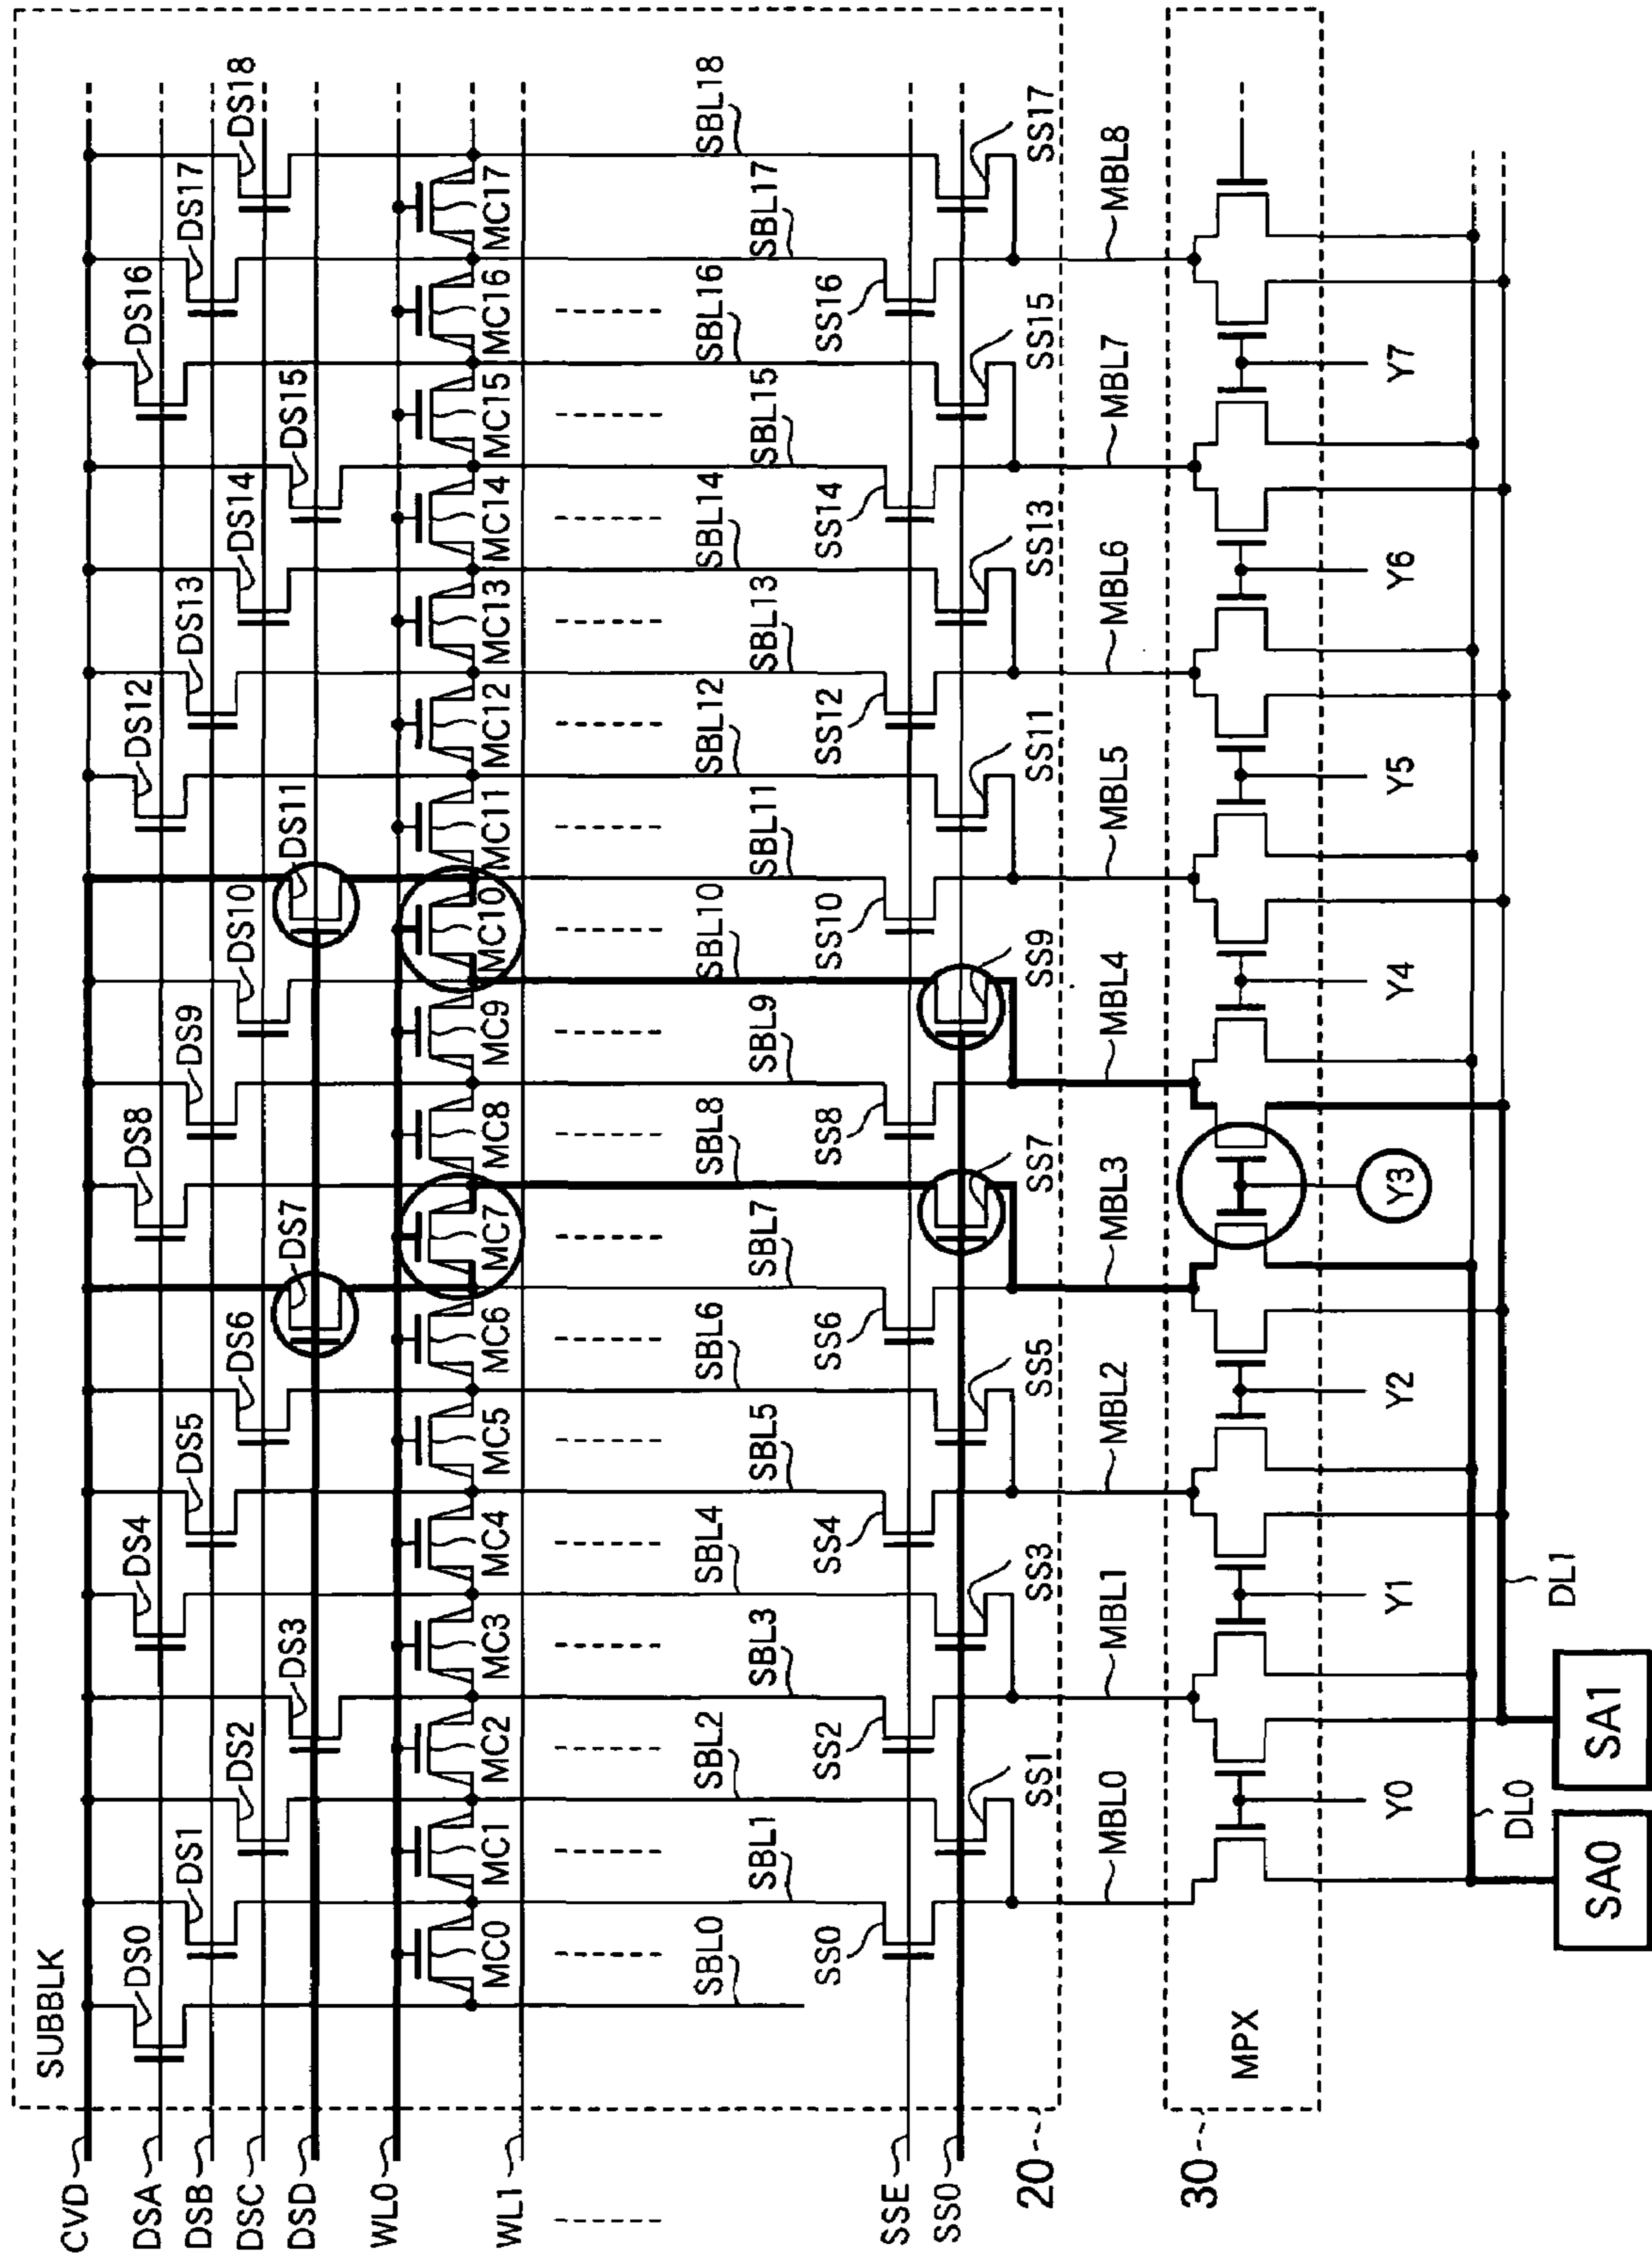 SUBBLK
CVD
DSA
DSB
DSC
DSD
WL0
WL1
SSE
SSO
20
30
DS0
DS1
DS2
DS3
DS4
DS5
DS6
DS7
DS8
DS9
DS10
DS11
DS12
DS13
DS14
DS15
DS16
DS17
DS18
MC0
MC1
MC2
MC3
MC4
MC5
MC6
MC7
MC8
MC9
MC10
MC11
MC12
MC13
MC14
MC15
MC16
MC17
SBL0
SBL1
SBL2
SBL3
SBL4
SBL5
SBL6
SBL7
SBL8
SBL9
SBL10
SBL11
SBL12
SBL13
SBL14
SBL15
SBL16
SBL17
SBL18
SS0
SS1
SS2
SS3
SS4
SS5
SS6
SS7
SS8
SS9
SS10
SS11
SS12
SS13
SS14
SS15
SS16
SS17
MBL0
MBL1
MBL2
MBL3
MBL4
MBL5
MBL6
MBL7
MBL8
MPX
Y0
Y1
Y2
Y3
Y4
Y5
Y6
Y7
DL0
DL1
SA0
SA1